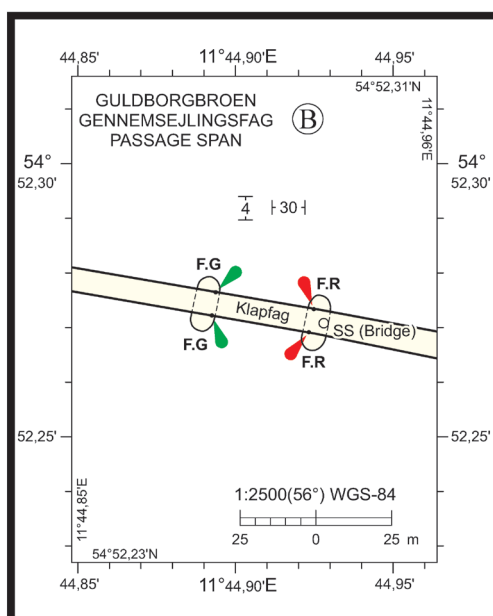 44,85'
11°44,90'E
44,95'
54°52,31'N
11°44,96'E
GULDBORGBROEN
GENNEMSEJLINGSFAG
PASSAGE SPAN
B
54°
52,30'
54°
52,30'
4
30
F.G
F.R
Klapfag
SS (Bridge)
F.G
F.R
52,25'
52,25'
11°44,85'E
1:2500(56°) WGS-84
25 0 25 m
54°52,23'N
44,85'
11°44,90'E
44,95'